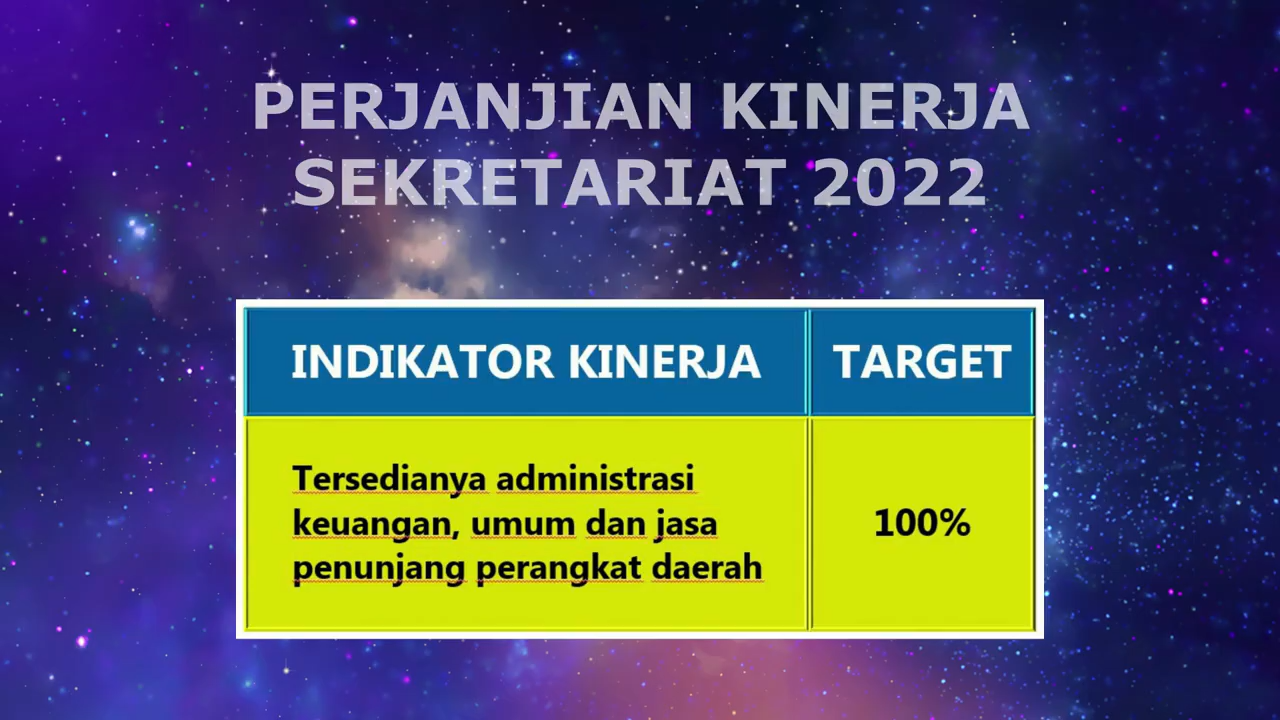 PERJANJIAN KINERJA
SEKRETARIAT 2022
INDIKATOR KINERJA
TARGET
Tersedianya administrasi
keuangan, umum dan jasa
penunjang perangkat daerah
100%